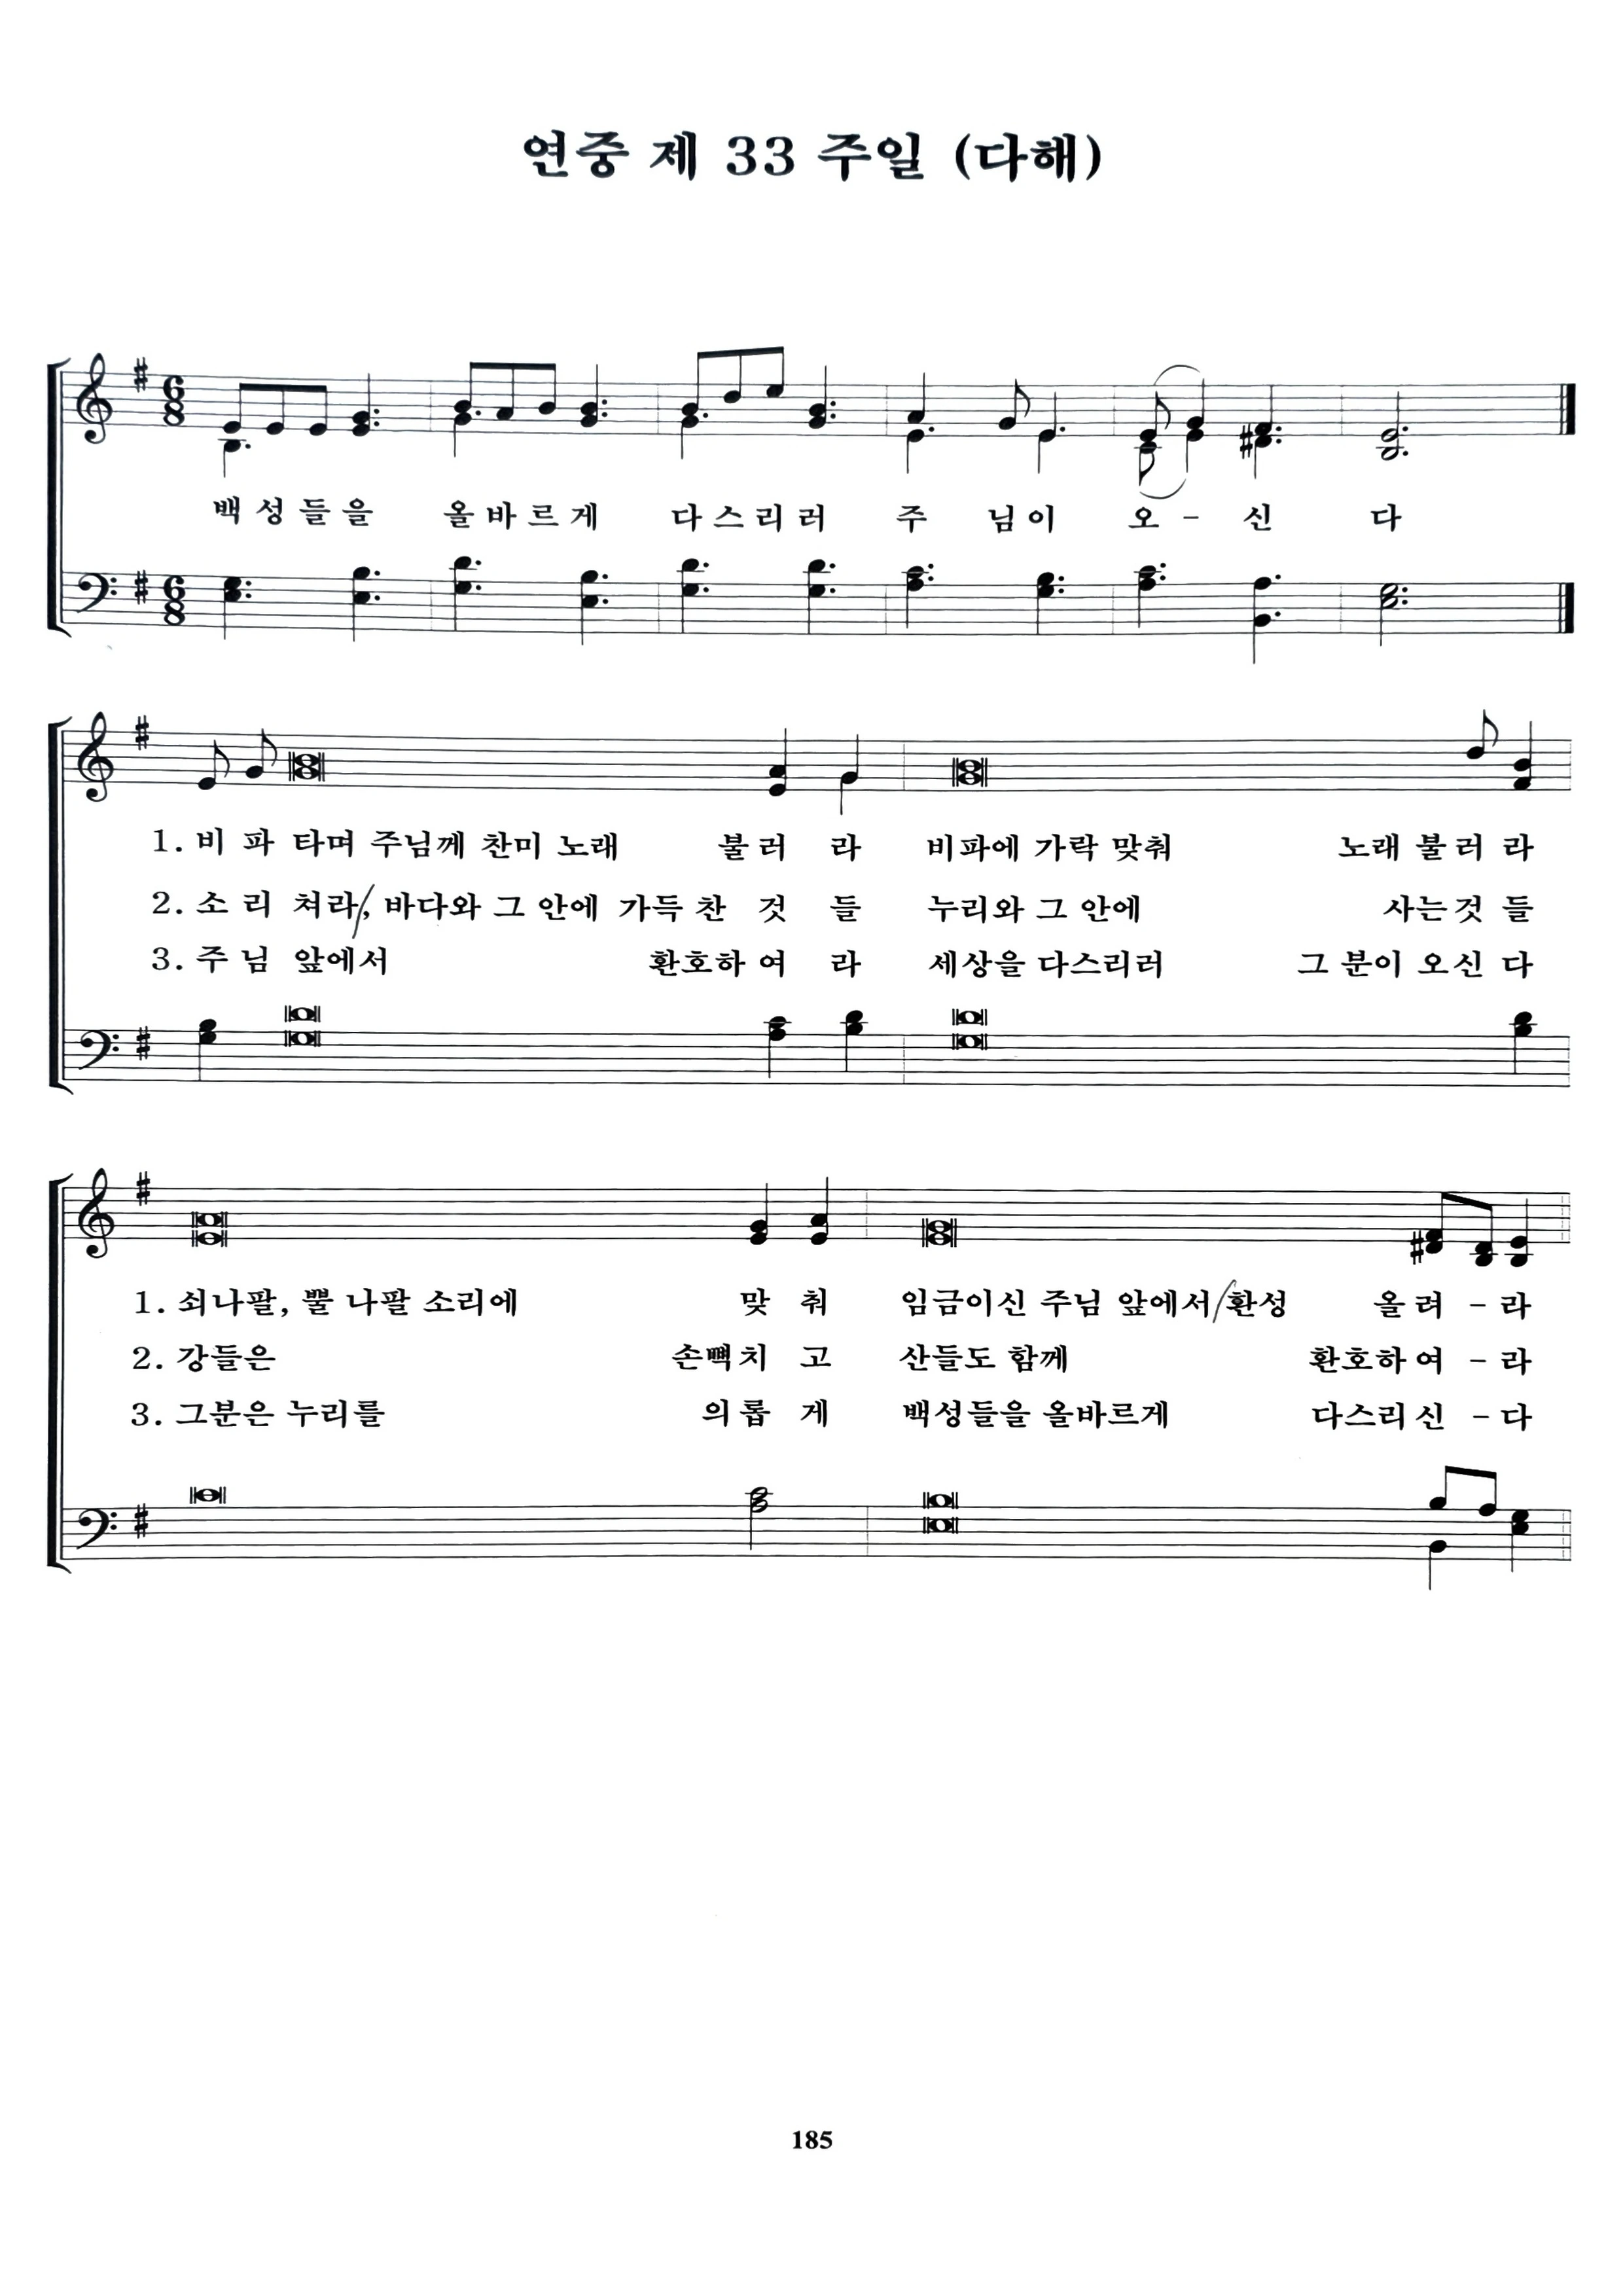 연중 제 33 주일 (다해)
6 8
백 성 들 을 올 바 르 게 다 스 리 러 주 님 이 오 - 신 다
6 8
1. 비 파 타며 주님께 찬미 노래 불 러 라 비파에 가락 맞춰 노래 불 러 라
2. 소 리 쳐라, 바다와 그 안에 가득 찬 것 들 누리와 그 안에 사는 것 들
3. 주 님 앞에서 환호하 여 라 세상을 다스리러 그 분이 오 신 다
1. 쇠나팔, 뿔 나팔 소리에 맞 춰 임금이신 주님 앞에서 환성 올 려 - 라
2. 강들은 손뼉 치 고 산들도 함께 환호하 여 - 라
3. 그분은 누리를 의 롭 게 백성들을 올바르게 다스리 신 - 다
185